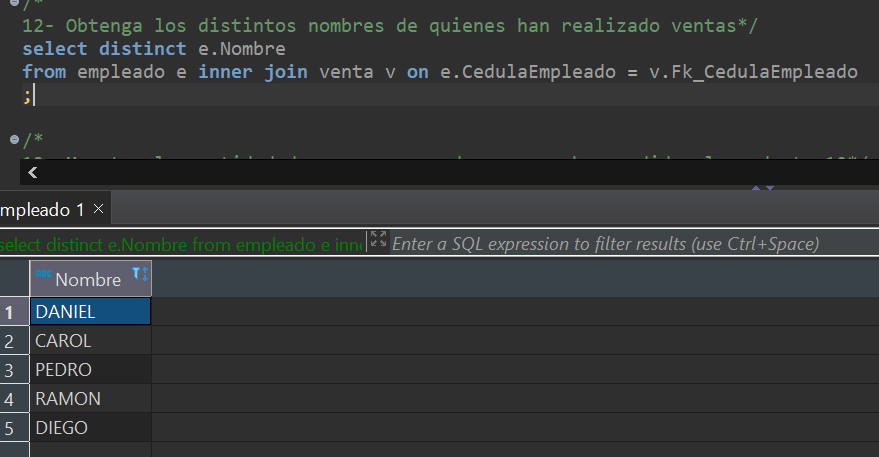 /*
12- Obtenga los distintos nombres de quienes han realizado ventas*/
select distinct e.Nombre
from empleado e inner join venta v on e.CedulaEmpleado = v.Fk_CedulaEmpleado
;
/*
mpleado 1
select distinct e.Nombre from empleado e inne Enter a SQL expression to filter results (use Ctrl+Space)
ABC Nombre
1 DANIEL
2 CAROL
3 PEDRO
4 RAMON
5 DIEGO